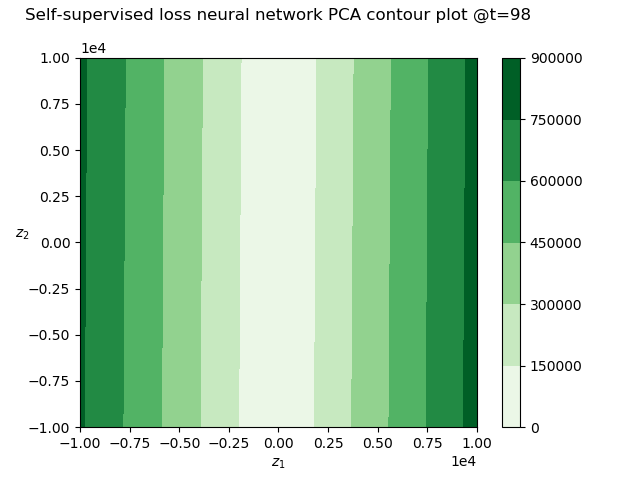 Self-supervised loss neural network PCA contour plot @t=98
1e4
1.00
0.75
0.50
0.25
0.00
−0.25
−0.50
−0.75
−1.00
z₂
−1.00 −0.75 −0.50 −0.25 0.00 0.25 0.50 0.75 1.00
z₁
1e4
900000
750000
600000
450000
300000
150000
0